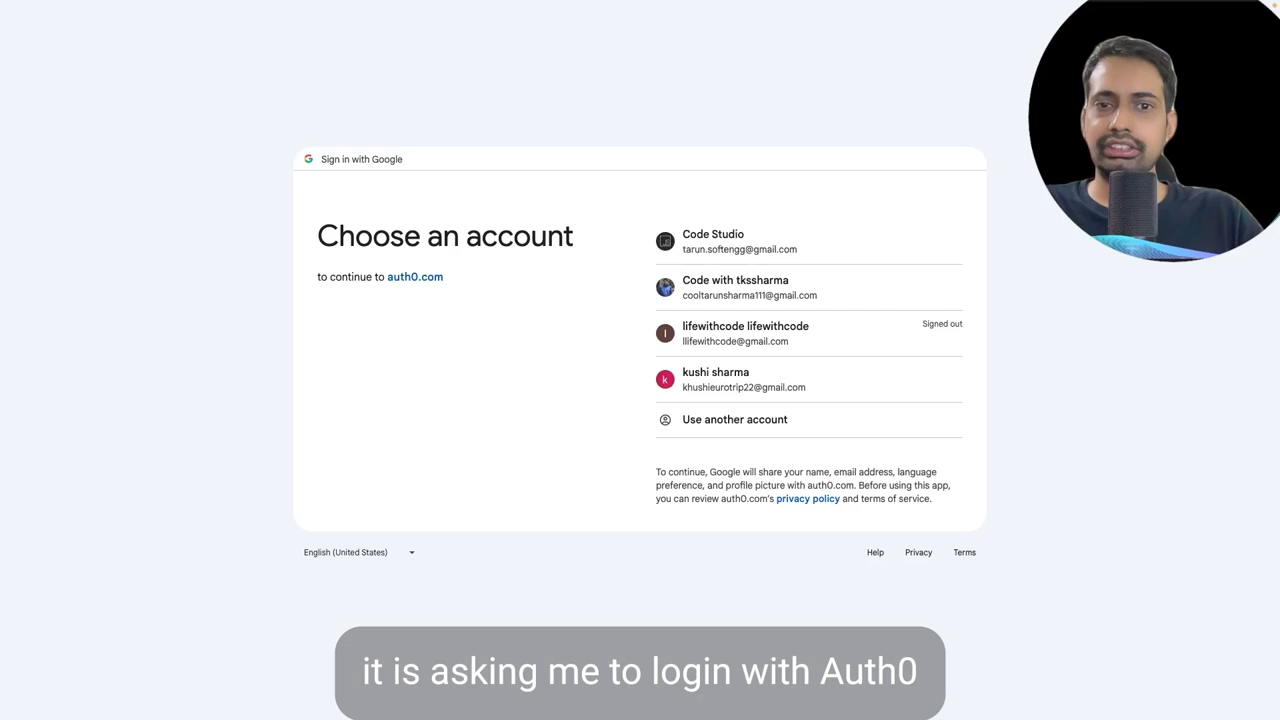 Sign in with Google
Choose an account
to continue to auth0.com
Code Studio
tarun.softengg@gmail.com
Code with tkssharma
cooltarunsharma111@gmail.com
l
lifewithcode lifewithcode
Signed out
llifewithcode@gmail.com
k
kushi sharma
khushieurotrip22@gmail.com
Use another account
To continue, Google will share your name, email address, language
preference, and profile picture with auth0.com. Before using this app,
you can review auth0.com's privacy policy and terms of service.
English (United States)
Help
Privacy
Terms
it is asking me to login with Auth0